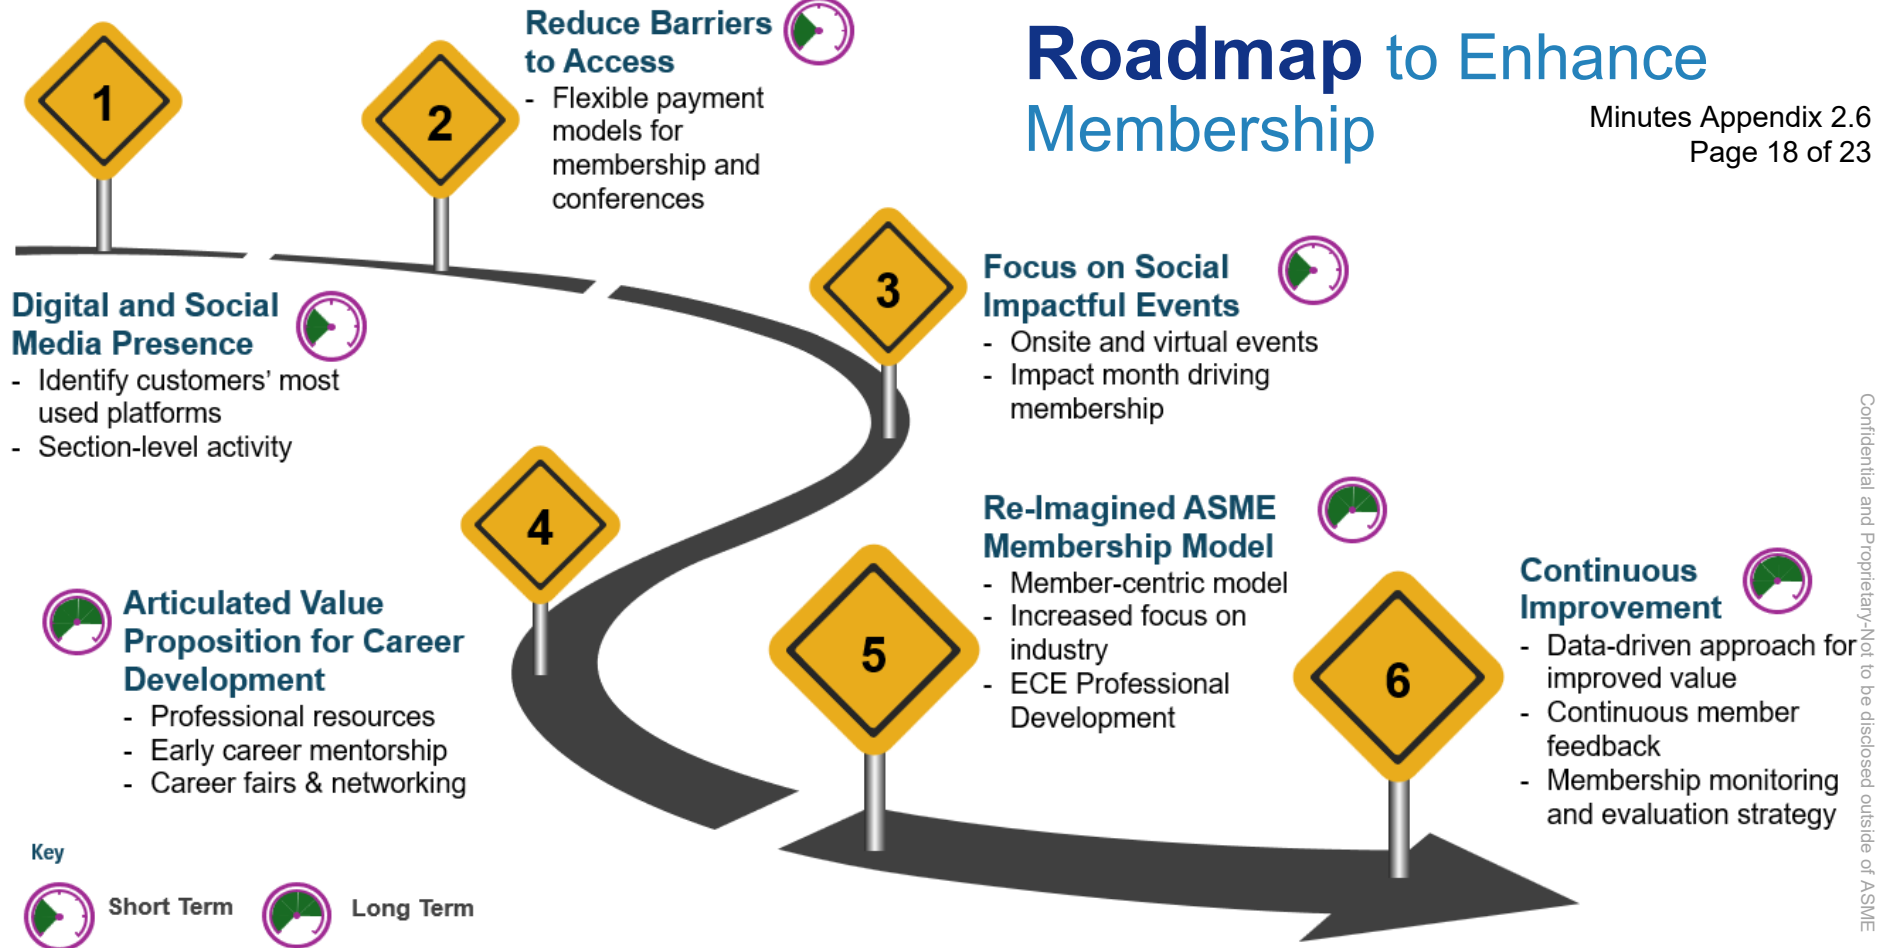 Roadmap to Enhance
Membership
Minutes Appendix 2.6
Page 18 of 23
1
Digital and Social
Media Presence
- Identify customers’ most
used platforms
- Section-level activity
2
Reduce Barriers
to Access
- Flexible payment
models for
membership and
conferences
3
Focus on Social
Impactful Events
- Onsite and virtual events
- Impact month driving
membership
4
Articulated Value
Proposition for Career
Development
- Professional resources
- Early career mentorship
- Career fairs & networking
5
Re-Imagined ASME
Membership Model
- Member-centric model
- Increased focus on
industry
- ECE Professional
Development
6
Continuous
Improvement
- Data-driven approach for
improved value
- Continuous member
feedback
- Membership monitoring
and evaluation strategy
Key
Short Term
Long Term
Confidential and Proprietary-Not to be disclosed outside of ASME